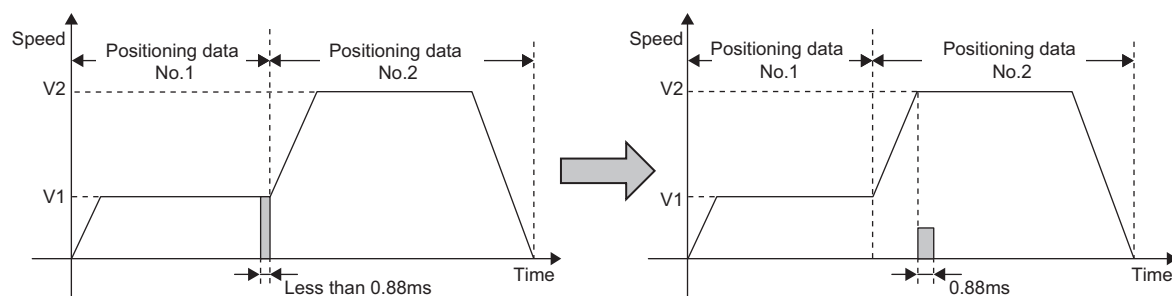 Speed
Positioning data
No.1
Positioning data
No.2
V2
V1
Time
Less than 0.88ms
Speed
Positioning data
No.1
Positioning data
No.2
V2
V1
Time
0.88ms